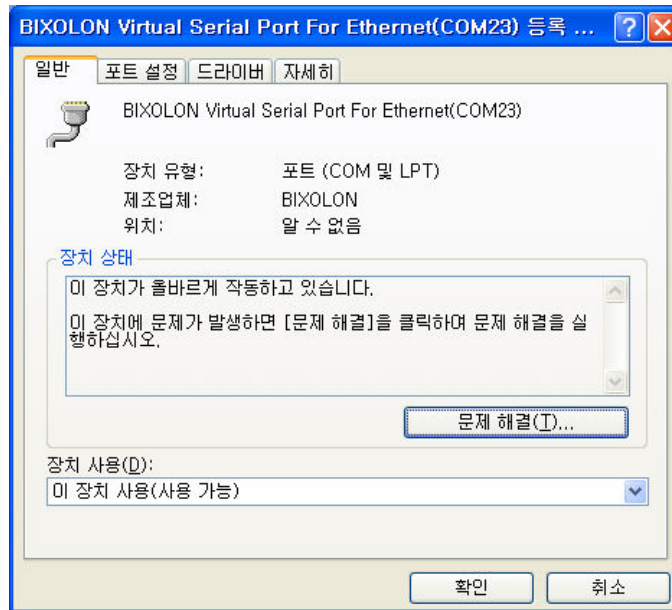 BIXOLON Virtual Serial Port For Ethernet(COM23) 등록 ...
일반 포트 설정 드라이버 자세히
BIXOLON Virtual Serial Port For Ethernet(COM23)
장치 유형: 포트 (COM 및 LPT)
제조업체: BIXOLON
위치: 알 수 없음
장치 상태
이 장치가 올바르게 작동하고 있습니다.
이 장치에 문제가 발생하면 [문제 해결]을 클릭하여 문제 해결을 실
행하십시오.
문제 해결(T)...
장치 사용(D):
이 장치 사용(사용 가능)
확인 취소